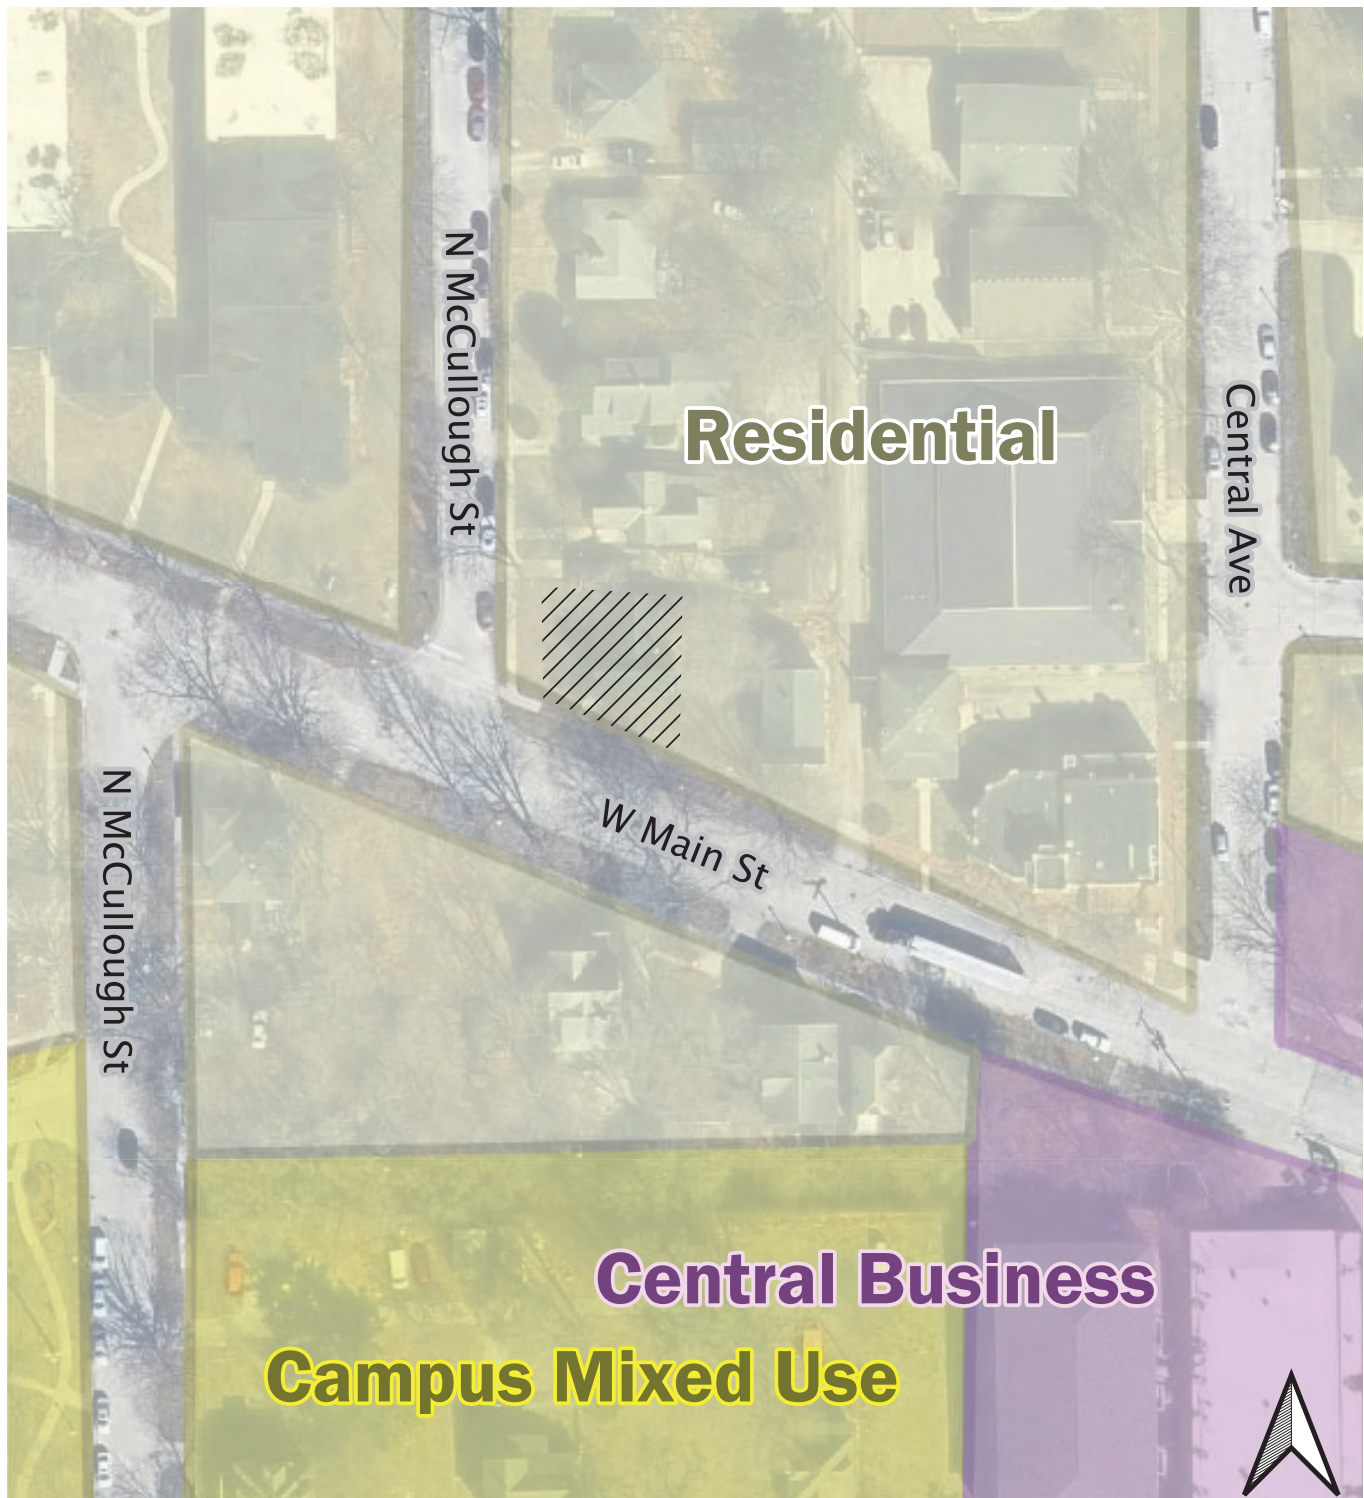 N McCullough St
Central Ave
Residential
N McCullough St
W Main St
Central Business
Campus Mixed Use